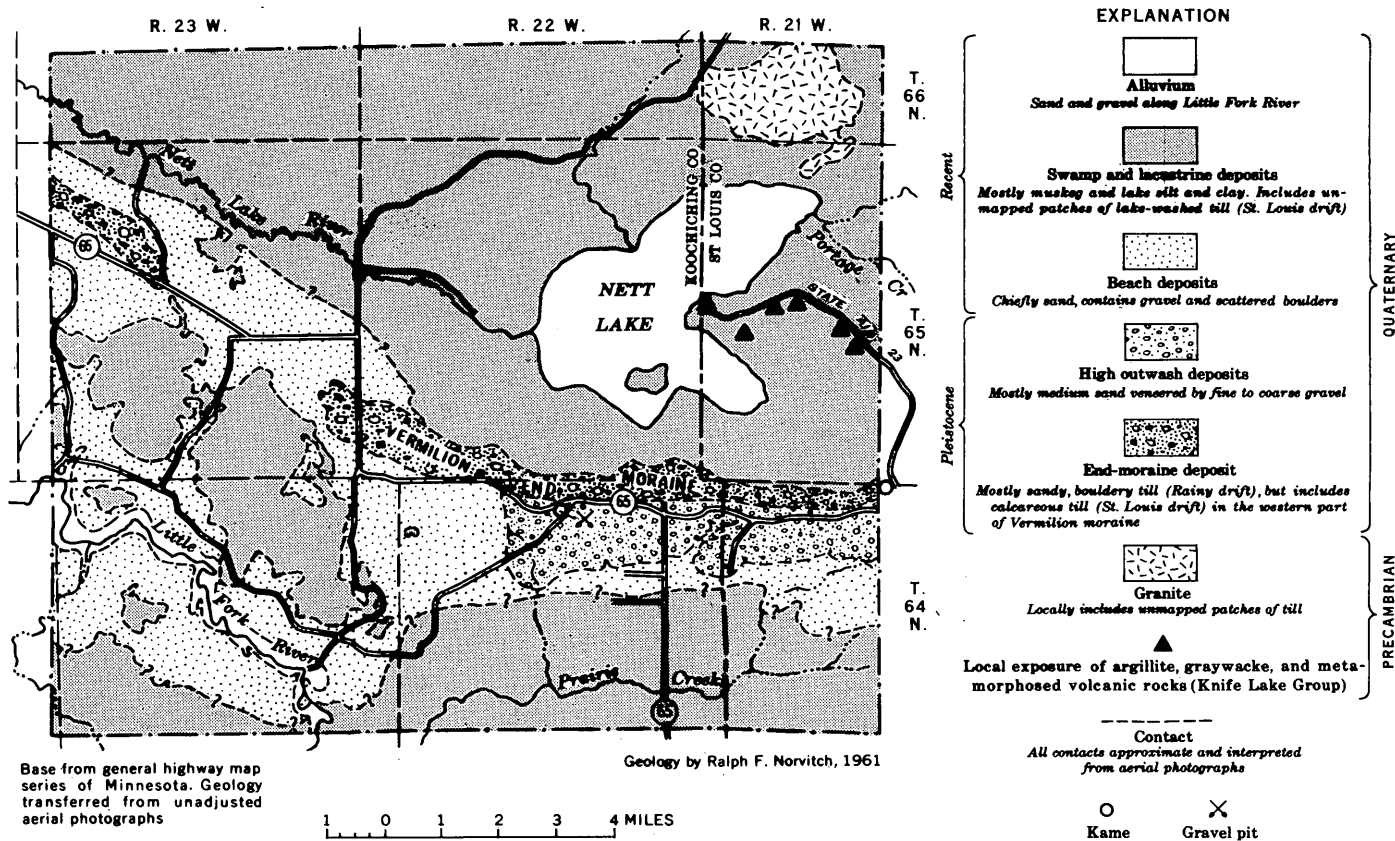 R. 23 W.
R. 22 W.
R. 21 W.
T.
66
N.
T.
65
N.
T.
64
N.
Nett
Lake
River
65
KOOCHICHING CO
ST LOUIS CO
NETT
LAKE
Portage
Cr
STATE
AID
23
VERMILION
END
MORAINE
65
Little
Fork
River
Prairie
Creek
65
Base from general highway map
series of Minnesota. Geology
transferred from unadjusted
aerial photographs
Geology by Ralph F. Norvitch, 1961
1 0 1 2 3 4 MILES
EXPLANATION
Alluvium
Sand and gravel along Little Fork River
Swamp and lacustrine deposits
Mostly muskeg and lake silt and clay. Includes un-
mapped patches of lake-washed till (St. Louis drift)
Beach deposits
Chiefly sand, contains gravel and scattered boulders
High outwash deposits
Mostly medium sand veneered by fine to coarse gravel
End-moraine deposit
Mostly sandy, bouldery till (Rainy drift), but includes
calcareous till (St. Louis drift) in the western part
of Vermilion moraine
Granite
Locally includes unmapped patches of till
Local exposure of argillite, graywacke, and meta-
morphosed volcanic rocks (Knife Lake Group)
Contact
All contacts approximate and interpreted
from aerial photographs
Kame
Gravel pit
Recent
Pleistocene
QUATERNARY
PRECAMBRIAN